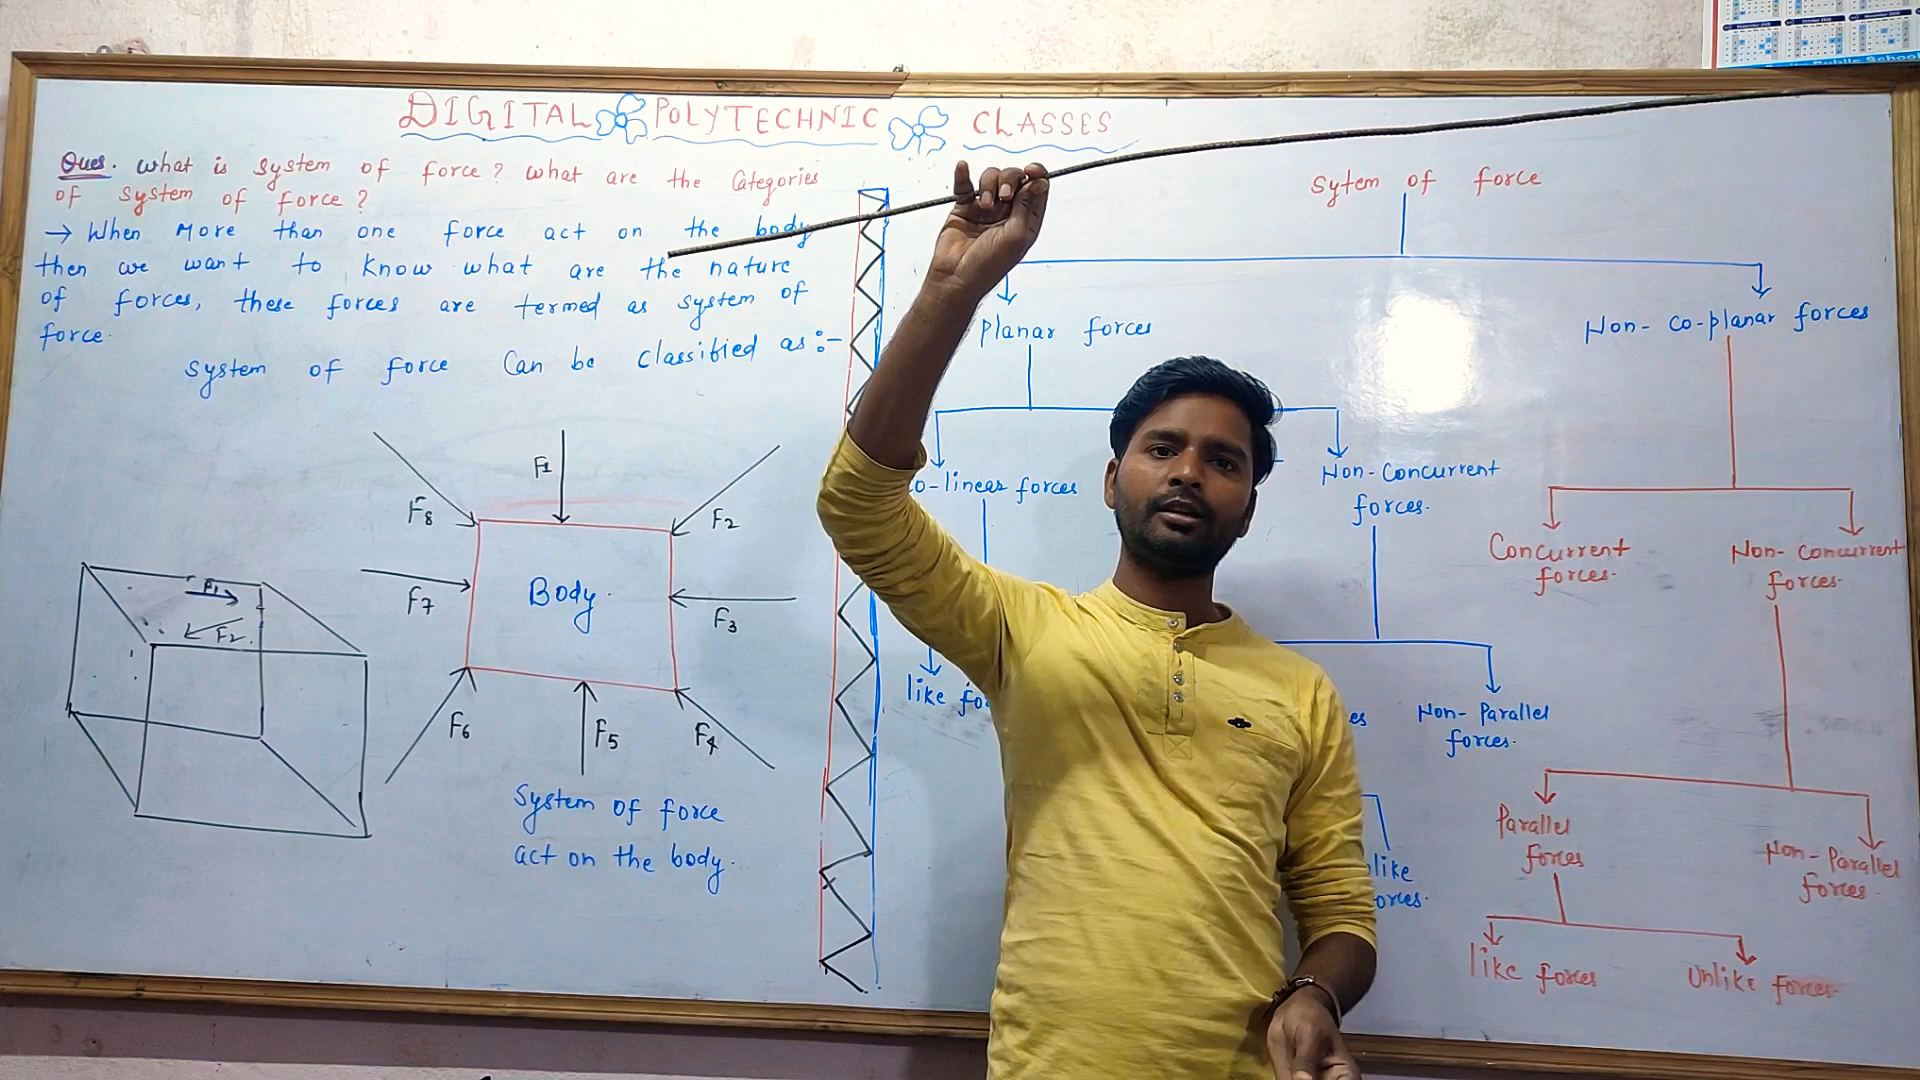 DIGITAL POLYTECHNIC CLASSES
Ques. What is system of force? What are the Categories
of system of force?
→ When More than one force act on the body
then we want to know what are the nature
of forces, these forces are termed as system of
force.
system of force Can be classified as :-
F1
F2
F3
F4
F5
F6
F7
F8
Body.
F1
F2.
System of force
act on the body.
Sytem of force
Planar forces
Non-co-planar forces
o-linear forces
Non-Concurrent
forces.
like fo
es
Non-Parallel
forces.
like
orces.
Concurrent
forces.
Non-concurrent
forces.
Parallel
forces
Non-Parallel
forces.
like forces
Unlike forces.